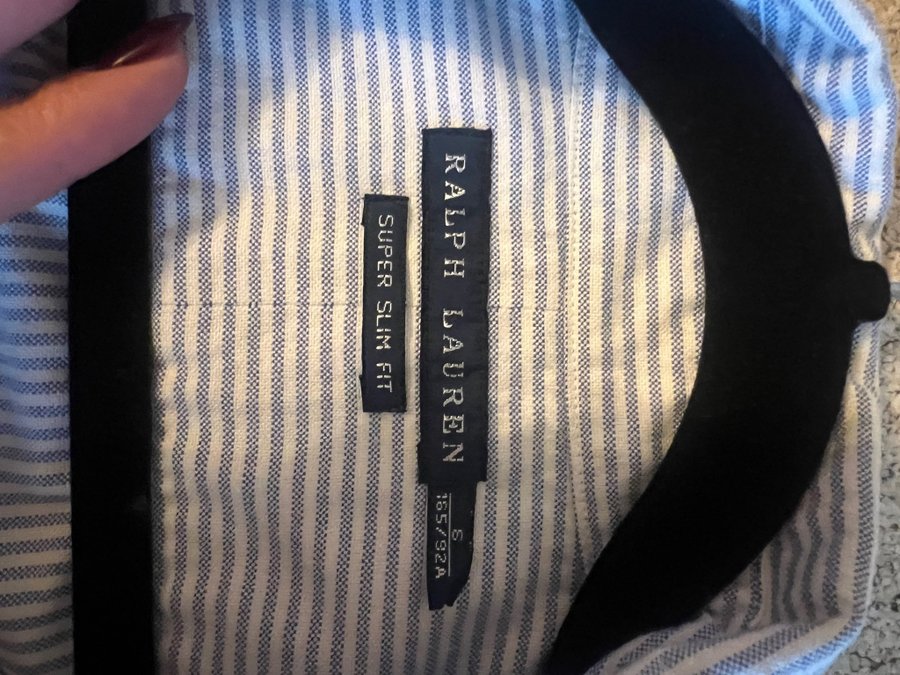 RALPH LAUREN
SUPER SLIM FIT
S
165/92A